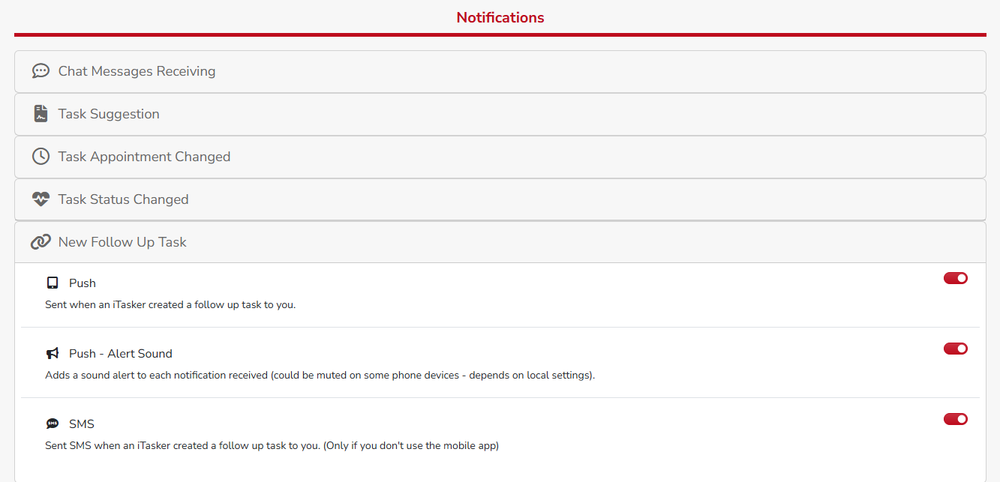 Notifications
Chat Messages Receiving
Task Suggestion
Task Appointment Changed
Task Status Changed
New Follow Up Task
Push
Sent when an iTasker created a follow up task to you.
Push - Alert Sound
Adds a sound alert to each notification received (could be muted on some phone devices - depends on local settings).
SMS
Sent SMS when an iTasker created a follow up task to you. (Only if you don't use the mobile app)